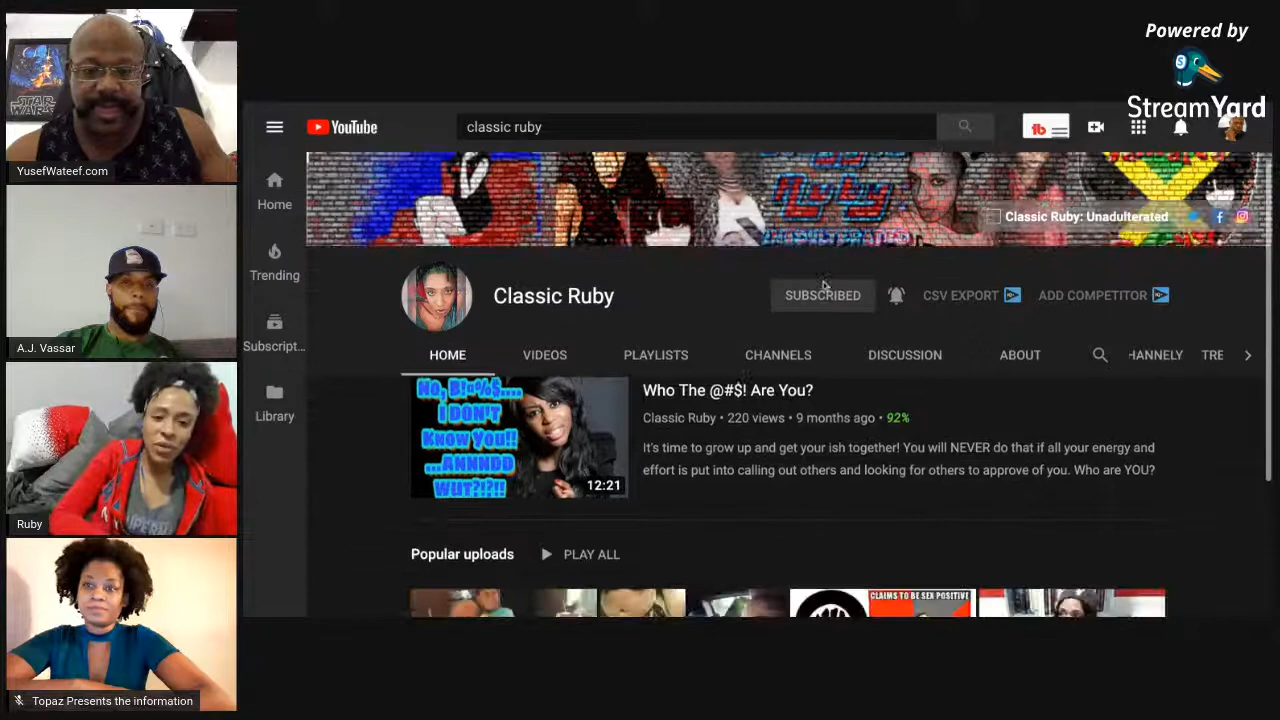 Powered by
StreamYard
STAR
WARS
YusefWateef.com
A.J. Vassar
Ruby
Topaz Presents the information
YouTube
classic ruby
Home
Trending
Subscript...
Library
Classic Ruby: Unadulterated
Classic Ruby
SUBSCRIBED
CSV EXPORT
ADD COMPETITOR
HOME
VIDEOS
PLAYLISTS
CHANNELS
DISCUSSION
ABOUT
HANNELY
TRE
NO, B!@%$....
I DON'T
KNOW YOU!!
...ANNNDD
WUT?!?!!
12:21
Who The @#$! Are You?
Classic Ruby • 220 views • 9 months ago • 92%
It's time to grow up and get your ish together! You will NEVER do that if all your energy and
effort is put into calling out others and looking for others to approve of you. Who are YOU?
Popular uploads
PLAY ALL
CLAIMS TO BE SEX POSITIVE